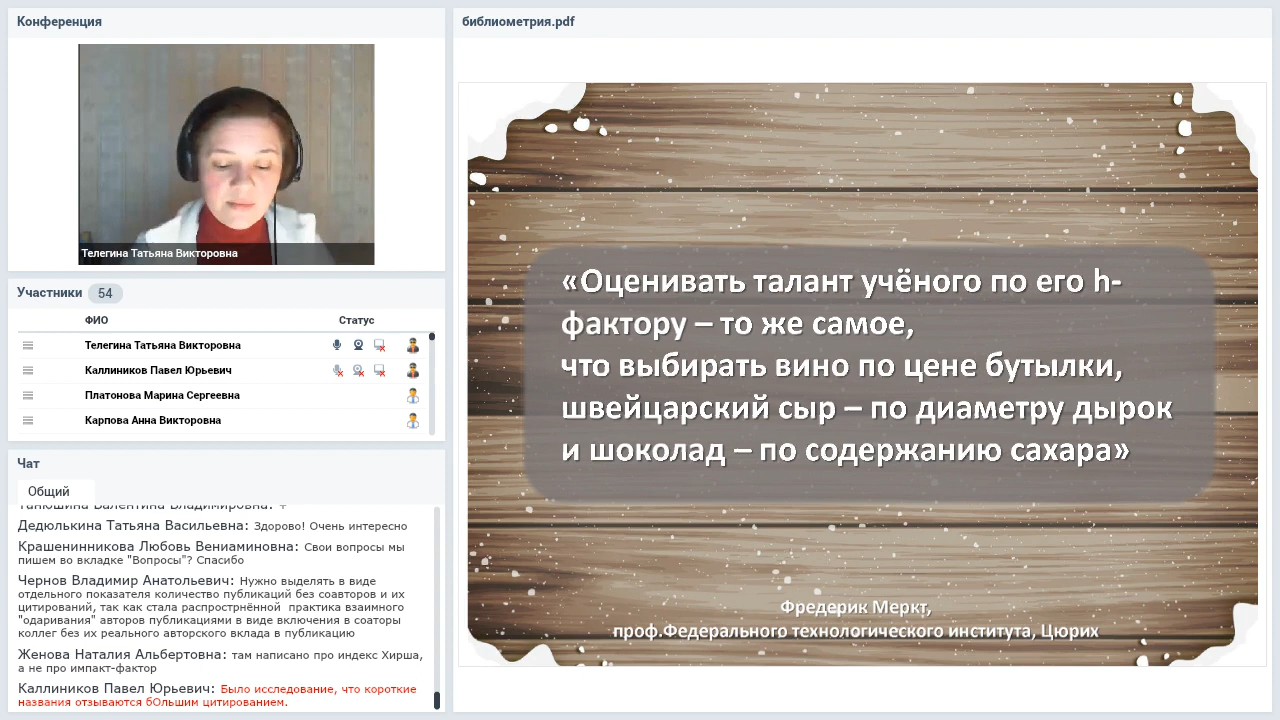 Конференция
Телегина Татьяна Викторовна
Участники 54
ФИО Статус
Телегина Татьяна Викторовна
Каллиников Павел Юрьевич
Платонова Марина Сергеевна
Карпова Анна Викторовна
Чат
Общий
Танюшина Валентина Владимировна: +
Дедюлькина Татьяна Васильевна: Здорово! Очень интересно
Крашенинникова Любовь Вениаминовна: Свои вопросы мы
пишем во вкладке "Вопросы"? Спасибо
Чернов Владимир Анатольевич: Нужно выделять в виде
отдельного показателя количество публикаций без соавторов и их
цитирований, так как стала распрострнённой практика взаимного
"одаривания" авторов публикациями в виде включения в соаторы
коллег без их реального авторского вклада в публикацию
Женова Наталия Альбертовна: там написано про индекс Хирша,
а не про импакт-фактор
Каллиников Павел Юрьевич: Было исследование, что короткие
названия отзываются бОльшим цитированием.
библиометрия.pdf
«Оценивать талант учёного по его h-
фактору – то же самое,
что выбирать вино по цене бутылки,
швейцарский сыр – по диаметру дырок
и шоколад – по содержанию сахара»
Фредерик Меркт,
проф.Федерального технологического института, Цюрих